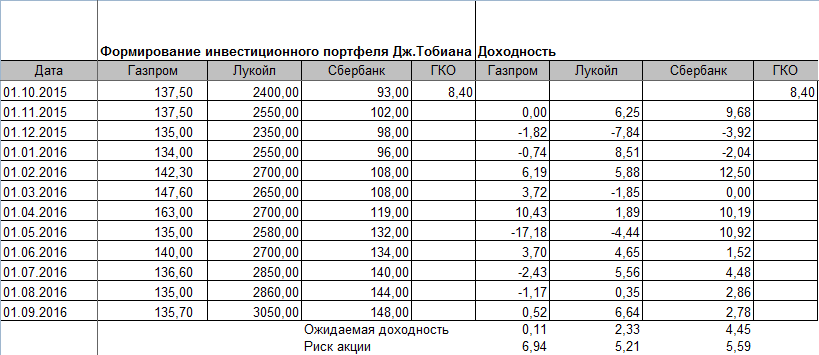 Формирование инвестиционного портфеля Дж.Тобиана Доходность
Дата Газпром Лукойл Сбербанк ГКО Газпром Лукойл Сбербанк ГКО
01.10.2015 137,50 2400,00 93,00 8,40 8,40
01.11.2015 137,50 2550,00 102,00 0,00 6,25 9,68
01.12.2015 135,00 2350,00 98,00 -1,82 -7,84 -3,92
01.01.2016 134,00 2550,00 96,00 -0,74 8,51 -2,04
01.02.2016 142,30 2700,00 108,00 6,19 5,88 12,50
01.03.2016 147,60 2650,00 108,00 3,72 -1,85 0,00
01.04.2016 163,00 2700,00 119,00 10,43 1,89 10,19
01.05.2016 135,00 2580,00 132,00 -17,18 -4,44 10,92
01.06.2016 140,00 2700,00 134,00 3,70 4,65 1,52
01.07.2016 136,60 2850,00 140,00 -2,43 5,56 4,48
01.08.2016 135,00 2860,00 144,00 -1,17 0,35 2,86
01.09.2016 135,70 3050,00 148,00 0,52 6,64 2,78
Ожидаемая доходность 0,11 2,33 4,45
Риск акции 6,94 5,21 5,59